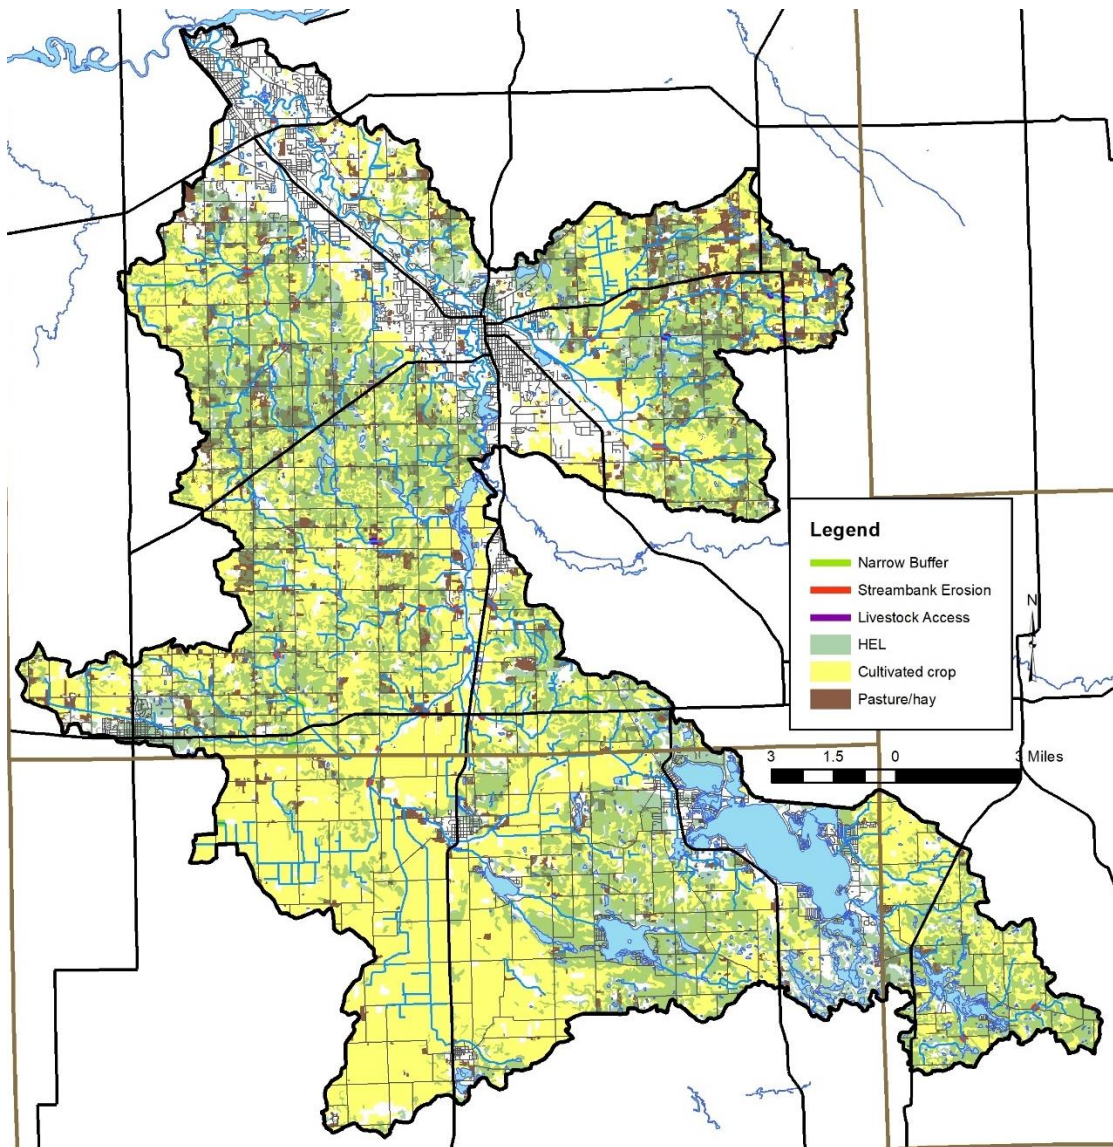 Legend
Narrow Buffer
Streambank Erosion
Livestock Access
HEL
Cultivated crop
Pasture/hay
N
3 1.5 0 3 Miles